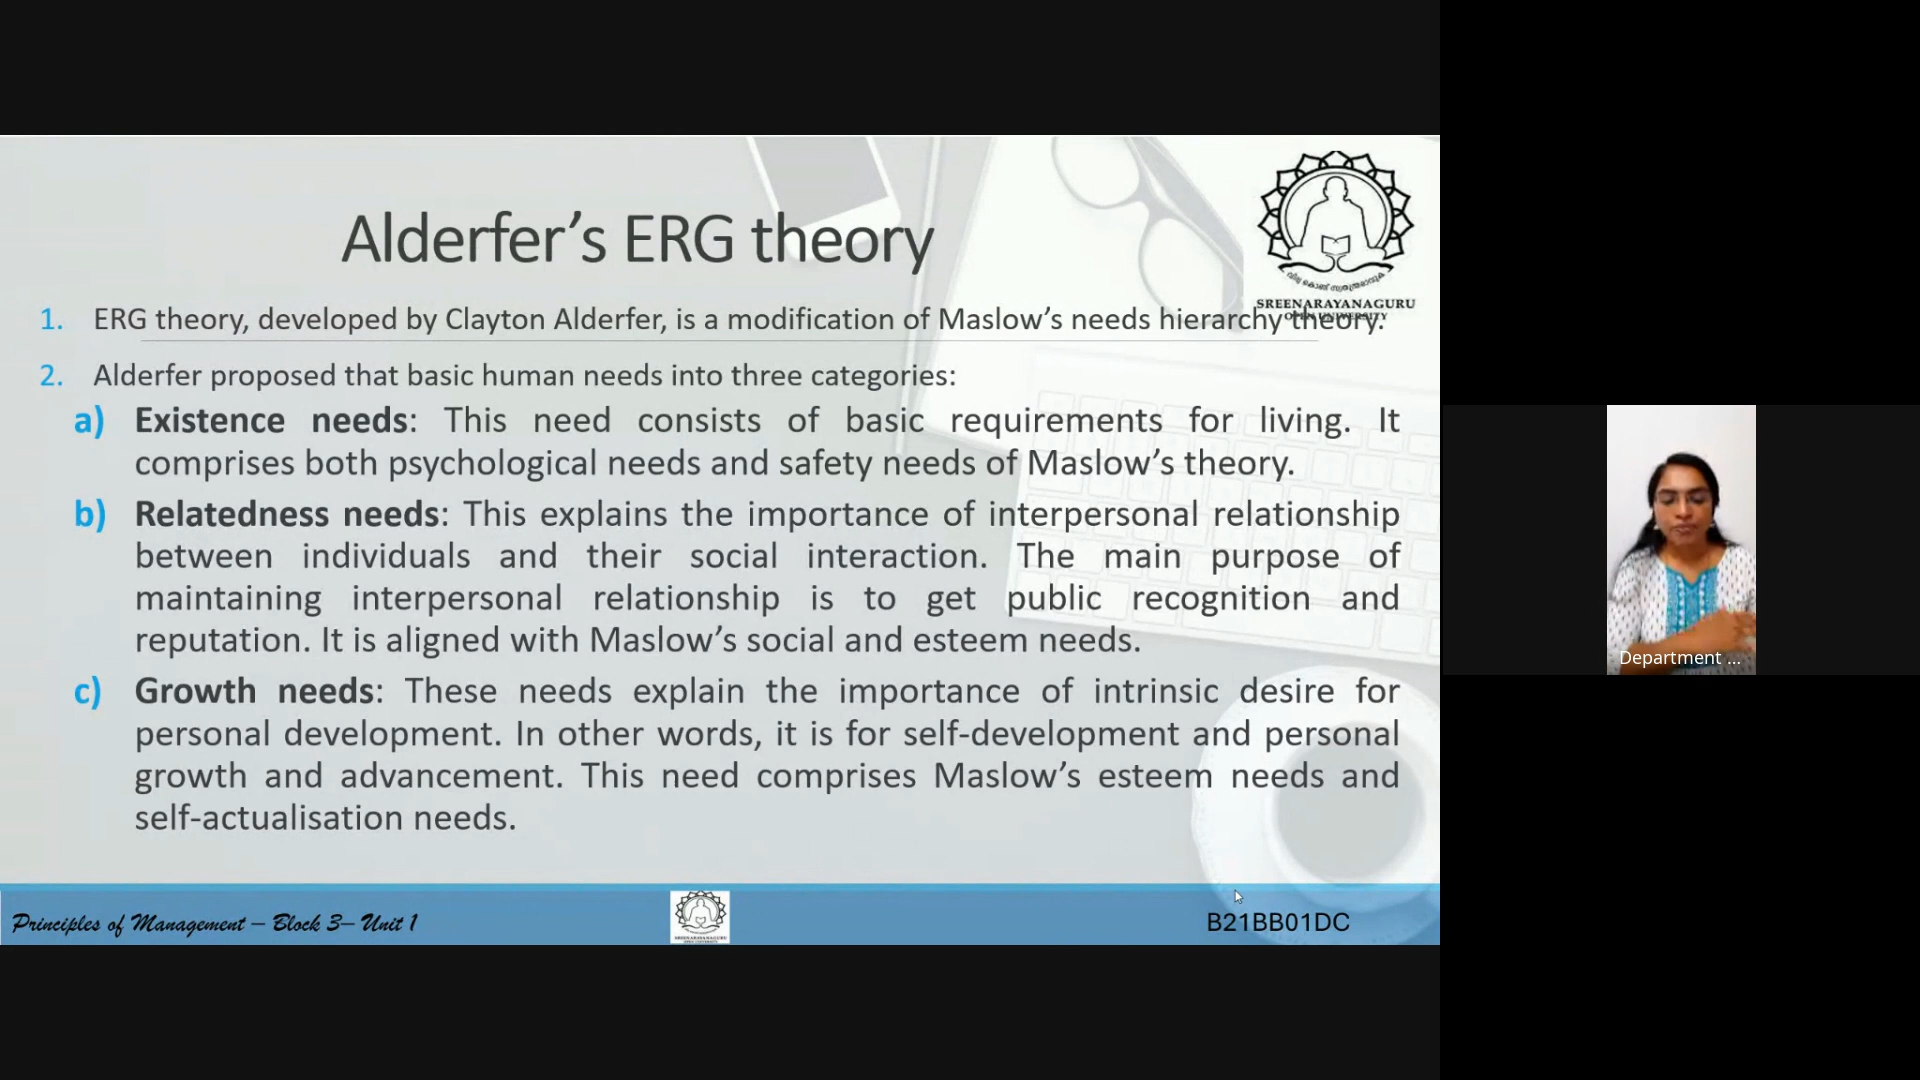 Alderfer's ERG theory
SREENARAYANAGURU
OPEN UNIVERSITY
1. ERG theory, developed by Clayton Alderfer, is a modification of Maslow's needs hierarchy theory.
2. Alderfer proposed that basic human needs into three categories:
a) Existence needs: This need consists of basic requirements for living. It
comprises both psychological needs and safety needs of Maslow's theory.
b) Relatedness needs: This explains the importance of interpersonal relationship
between individuals and their social interaction. The main purpose of
maintaining interpersonal relationship is to get public recognition and
reputation. It is aligned with Maslow's social and esteem needs.
c) Growth needs: These needs explain the importance of intrinsic desire for
personal development. In other words, it is for self-development and personal
growth and advancement. This need comprises Maslow's esteem needs and
self-actualisation needs.
Department ...
Principles of Management – Block 3– Unit 1
SREENARAYANAGURU
B21BB01DC